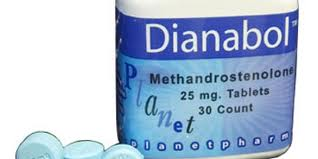 Dianabol™
Methandrostenolone
25 mg. Tablets
30 Count
Planet
planetpharm